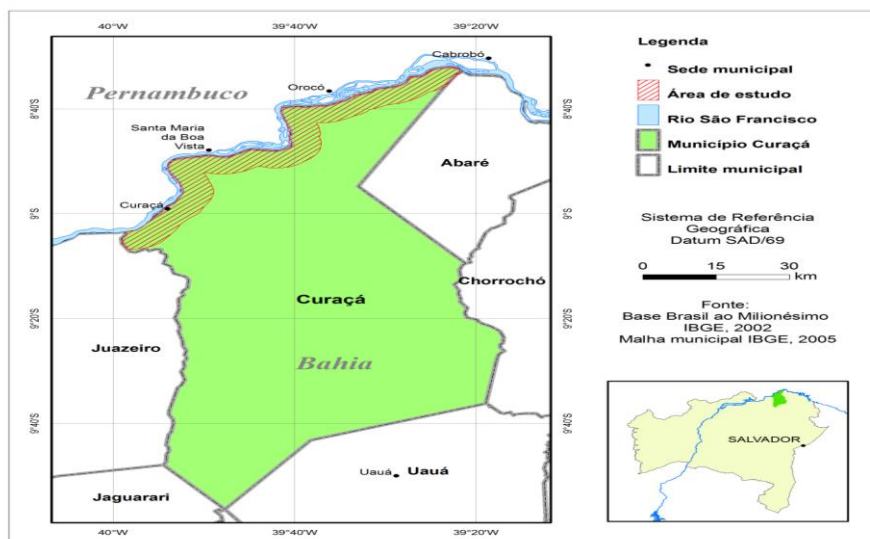 40°W
39°40'W
39°20'W
Cabrobó
Orocó
Pernambuco
8°40'S
8°40'S
Santa Maria
da Boa
Vista
Abaré
Curaçá
9°S
9°S
Chorrochó
Curaçá
9°20'S
9°20'S
Juazeiro
Bahia
9°40'S
9°40'S
Uauá
Uauá
Jaguarari
40°W
39°40'W
39°20'W
Legenda
Sede municipal
Área de estudo
Rio São Francisco
Município Curaçá
Limite municipal
Sistema de Referência
Geográfica
Datum SAD/69
0 15 30
km
Fonte:
Base Brasil ao Milionésimo
IBGE, 2002
Malha municipal IBGE, 2005
SALVADOR